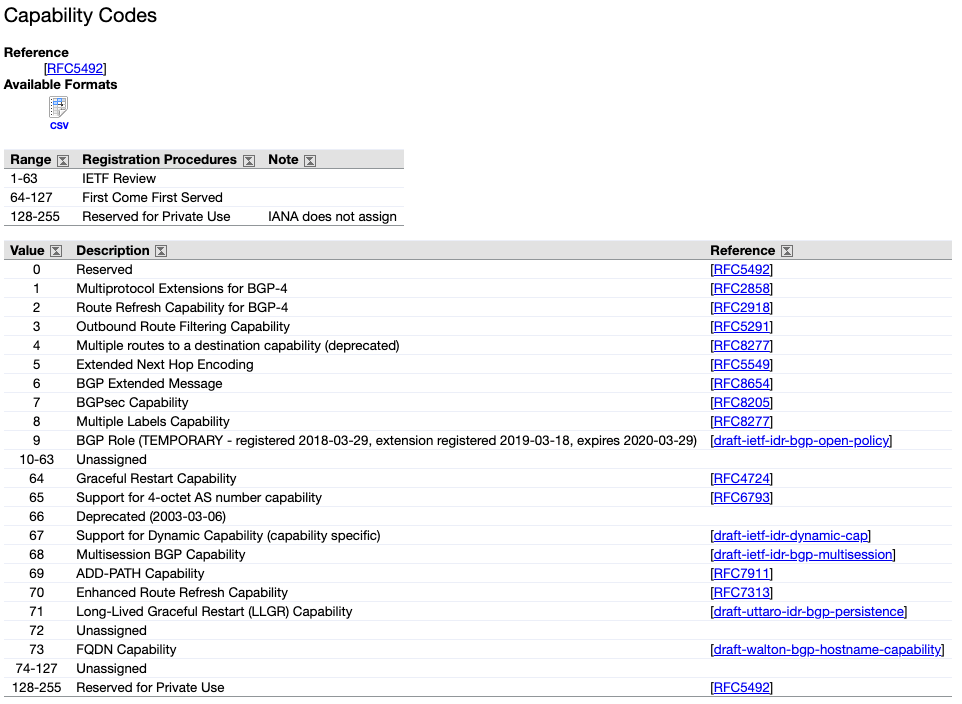 Capability Codes
Reference
[RFC5492]
Available Formats
CSV
Range Registration Procedures Note
1-63 IETF Review
64-127 First Come First Served
128-255 Reserved for Private Use IANA does not assign
Value Description Reference
0 Reserved [RFC5492]
1 Multiprotocol Extensions for BGP-4 [RFC2858]
2 Route Refresh Capability for BGP-4 [RFC2918]
3 Outbound Route Filtering Capability [RFC5291]
4 Multiple routes to a destination capability (deprecated) [RFC8277]
5 Extended Next Hop Encoding [RFC5549]
6 BGP Extended Message [RFC8654]
7 BGPsec Capability [RFC8205]
8 Multiple Labels Capability [RFC8277]
9 BGP Role (TEMPORARY - registered 2018-03-29, extension registered 2019-03-18, expires 2020-03-29) [draft-ietf-idr-bgp-open-policy]
10-63 Unassigned
64 Graceful Restart Capability [RFC4724]
65 Support for 4-octet AS number capability [RFC6793]
66 Deprecated (2003-03-06)
67 Support for Dynamic Capability (capability specific) [draft-ietf-idr-dynamic-cap]
68 Multisession BGP Capability [draft-ietf-idr-bgp-multisession]
69 ADD-PATH Capability [RFC7911]
70 Enhanced Route Refresh Capability [RFC7313]
71 Long-Lived Graceful Restart (LLGR) Capability [draft-uttaro-idr-bgp-persistence]
72 Unassigned
73 FQDN Capability [draft-walton-bgp-hostname-capability]
74-127 Unassigned
128-255 Reserved for Private Use [RFC5492]